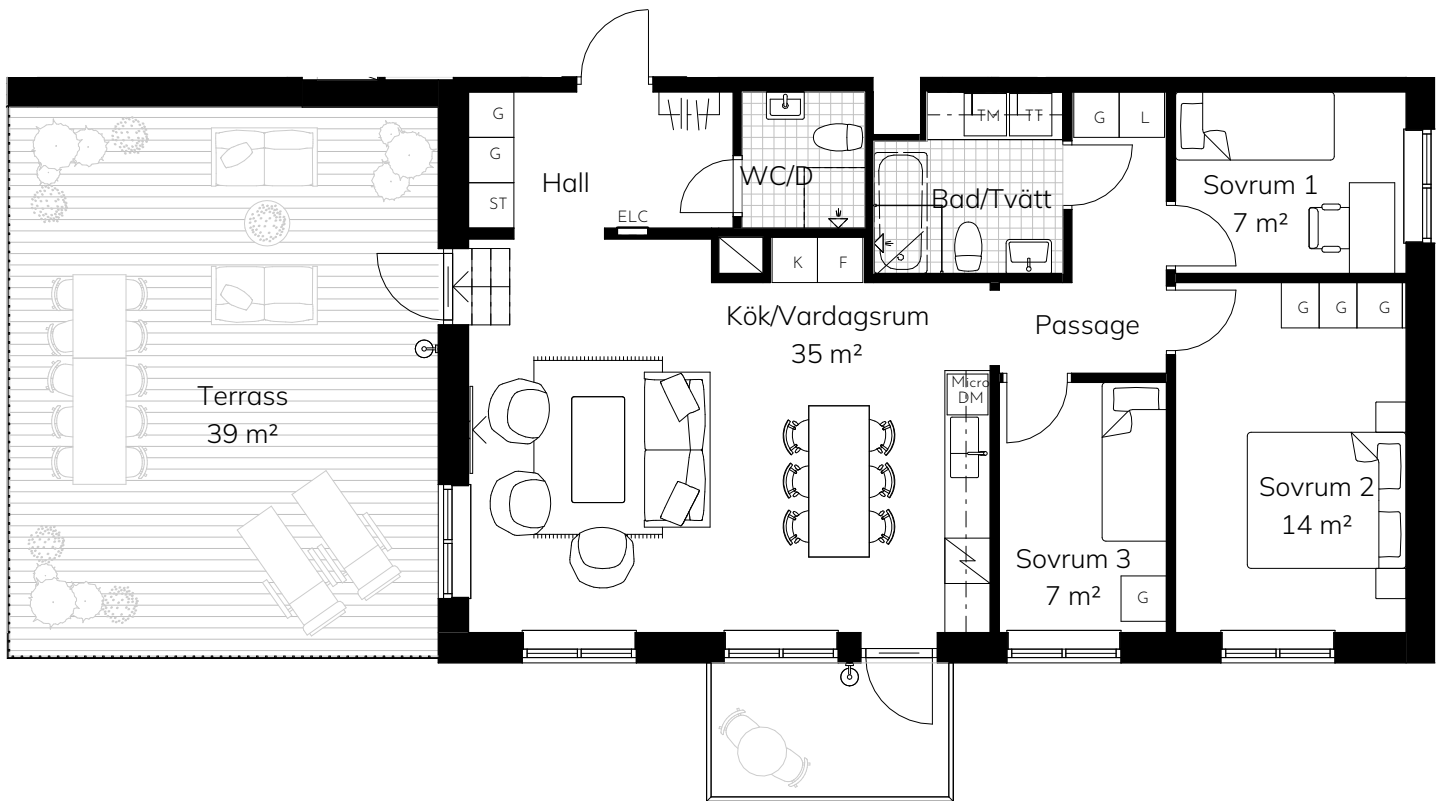 G
G
ST
Hall
ELC
WC/D
TM
TT
Bad/Tvätt
G
L
Sovrum 1
7 m²
K
F
Kök/Vardagsrum
35 m²
Passage
G
G
G
Terrass
39 m²
Micro
DM
Sovrum 2
14 m²
Sovrum 3
7 m²
G